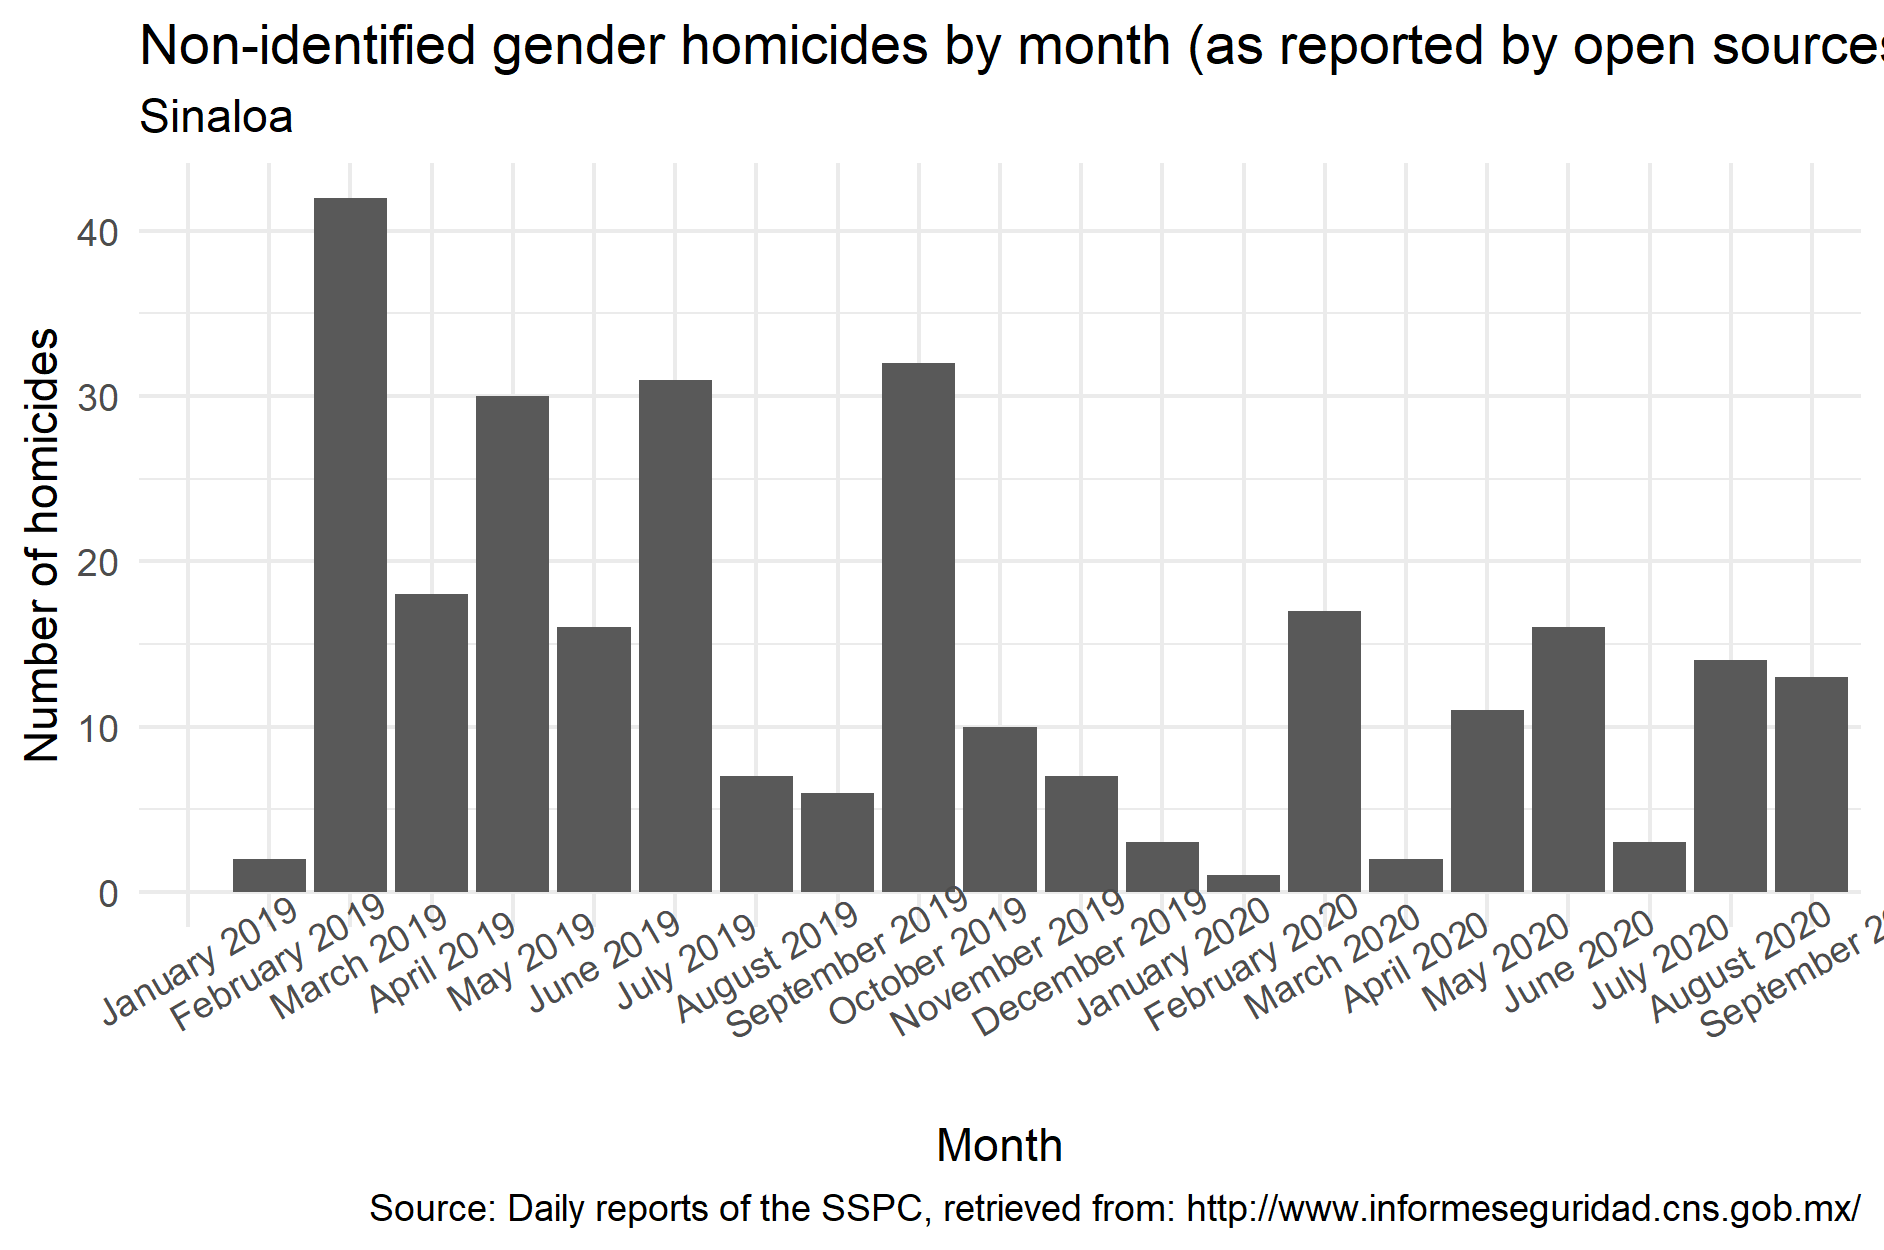 Non-identified gender homicides by month (as reported by open sources
Sinaloa
Number of homicides
40
30
20
10
0
January 2019
February 2019
March 2019
April 2019
May 2019
June 2019
July 2019
August 2019
September 2019
October 2019
November 2019
December 2019
January 2020
February 2020
March 2020
April 2020
May 2020
June 2020
July 2020
August 2020
September 2
Month
Source: Daily reports of the SSPC, retrieved from: http://www.informeseguridad.cns.gob.mx/